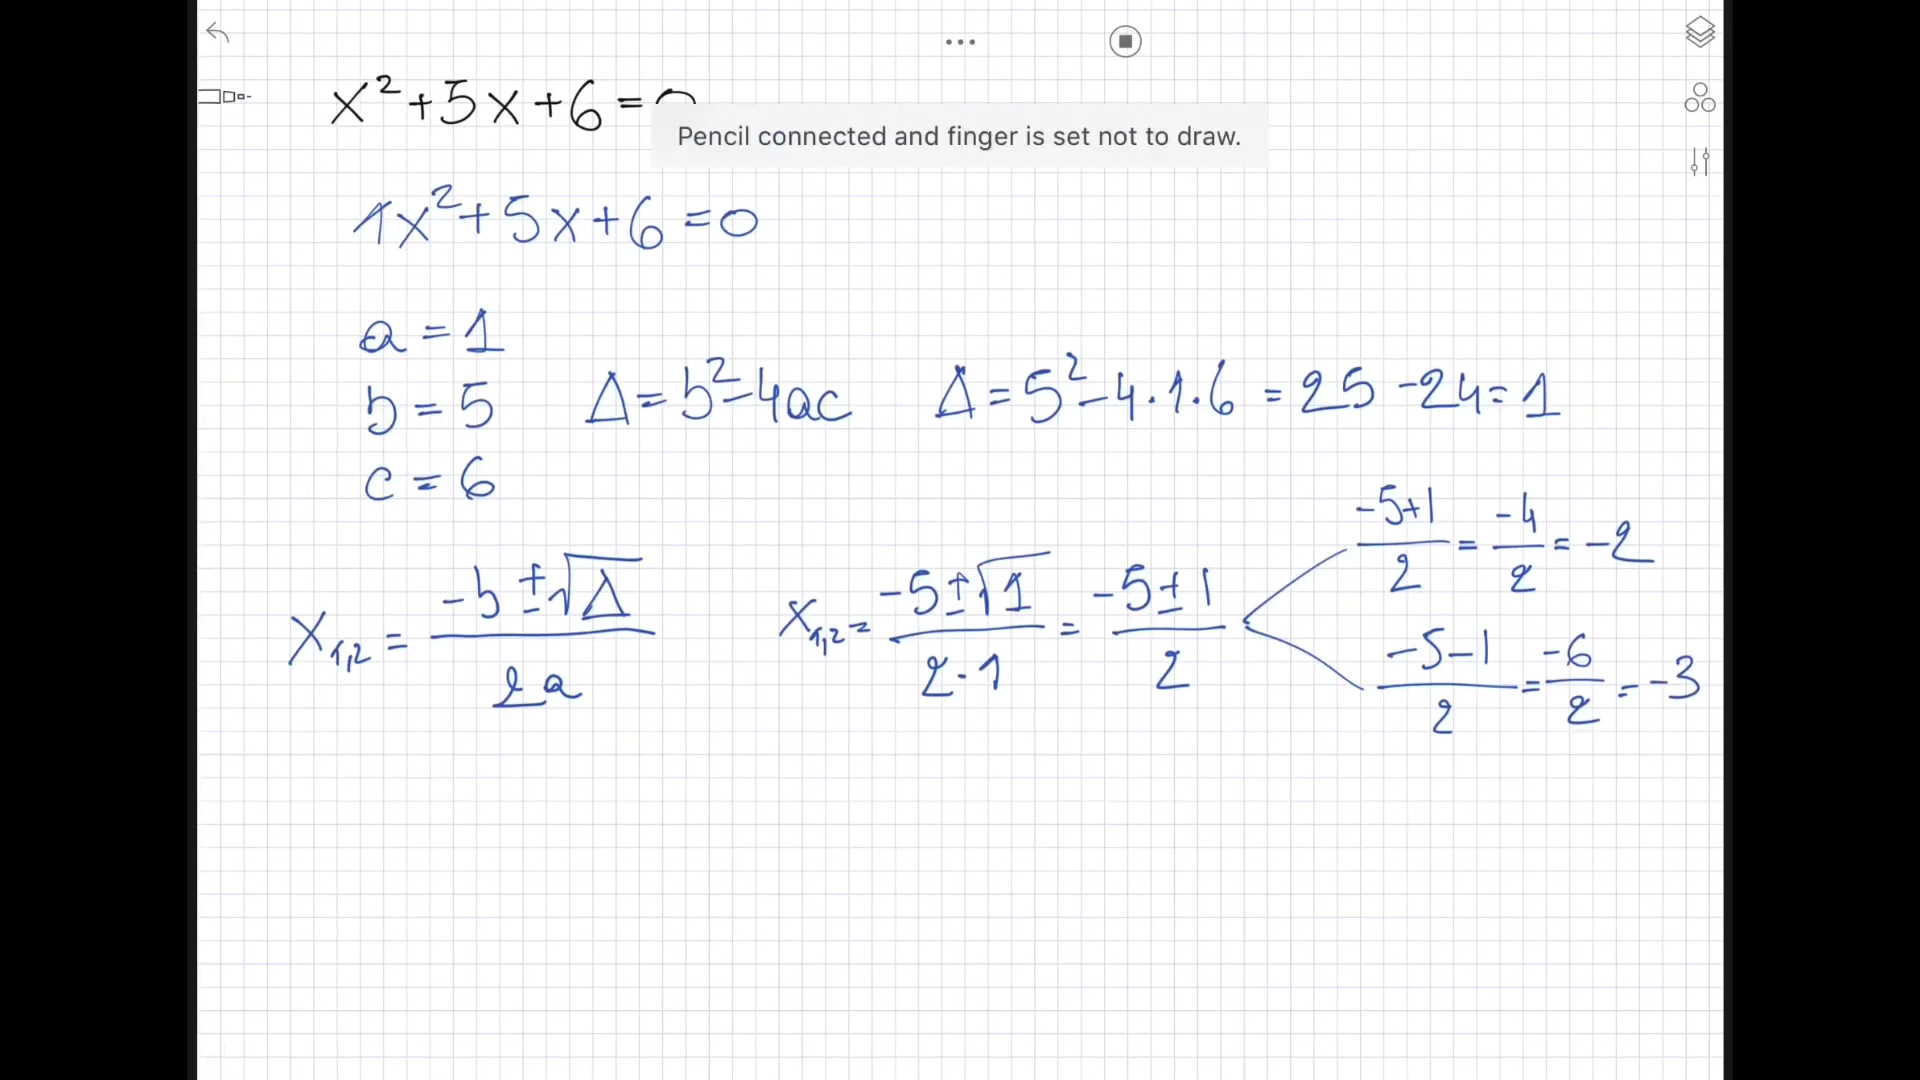 x²+5x+6=0
Pencil connected and finger is set not to draw.
1x²+5x+6=0
a=1
b=5 Δ=b²-4ac Δ=5²-4·1·6=25-24=1
c=6
x₁,₂=(-b±√Δ)/(2a) x₁,₂=(-5±√1)/(2·1)=(-5±1)/2
(-5+1)/2=-4/2=-2
(-5-1)/2=-6/2=-3